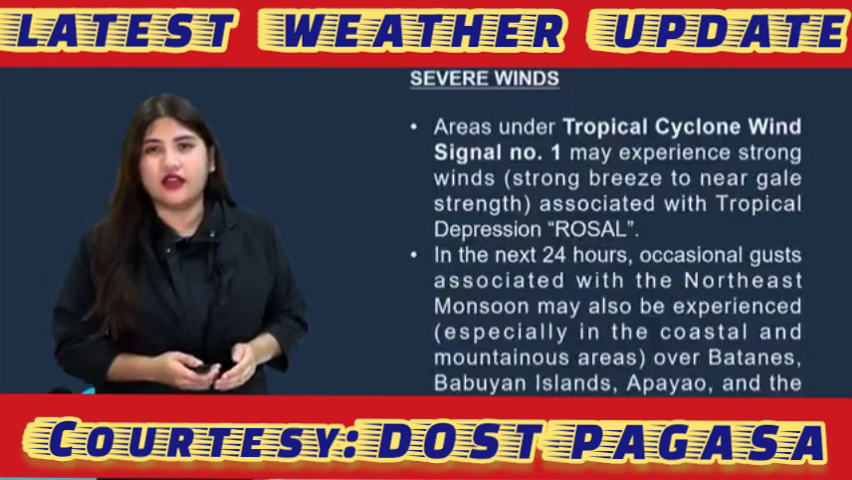 LATEST WEATHER UPDATE
SEVERE WINDS
• Areas under Tropical Cyclone Wind
Signal no. 1 may experience strong
winds (strong breeze to near gale
strength) associated with Tropical
Depression “ROSAL”.
• In the next 24 hours, occasional gusts
associated with the Northeast
Monsoon may also be experienced
(especially in the coastal and
mountainous areas) over Batanes,
Babuyan Islands, Apayao, and the
COURTESY: DOST PAGASA